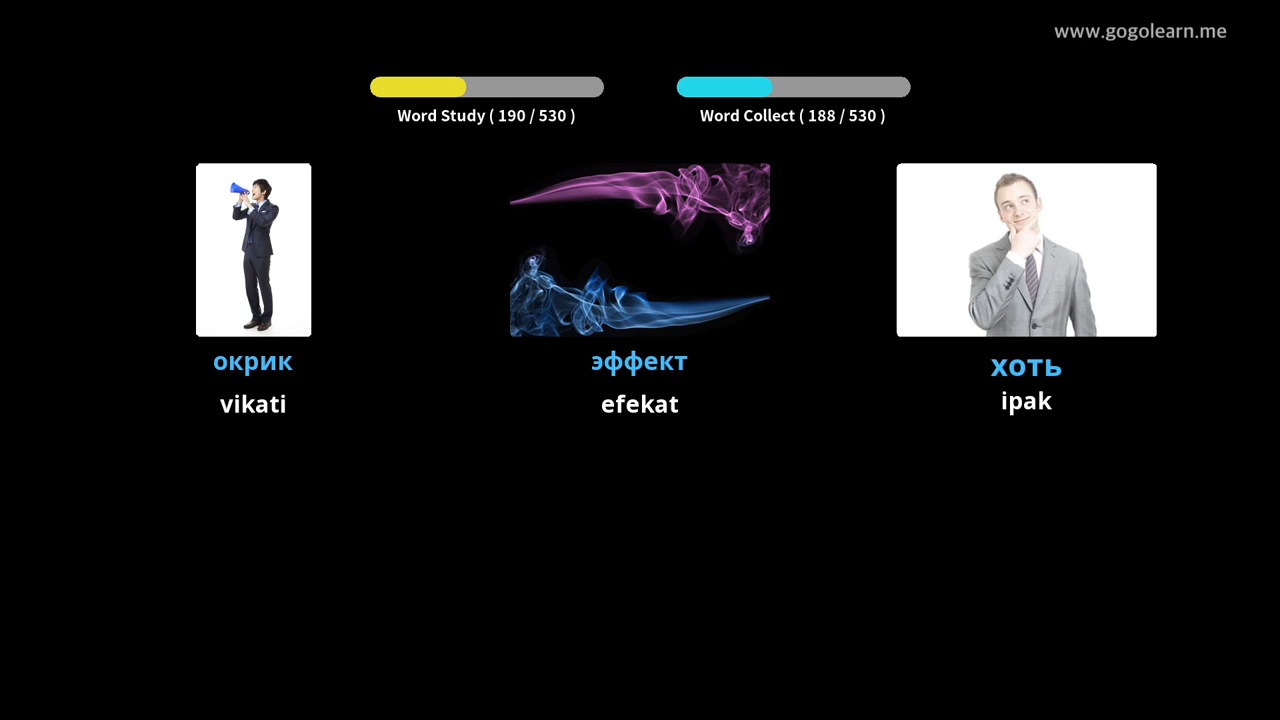 www.gogolearn.me
Word Study ( 190 / 530 )
Word Collect ( 188 / 530 )
окрик
эффект
хоть
vikati
efekat
ipak